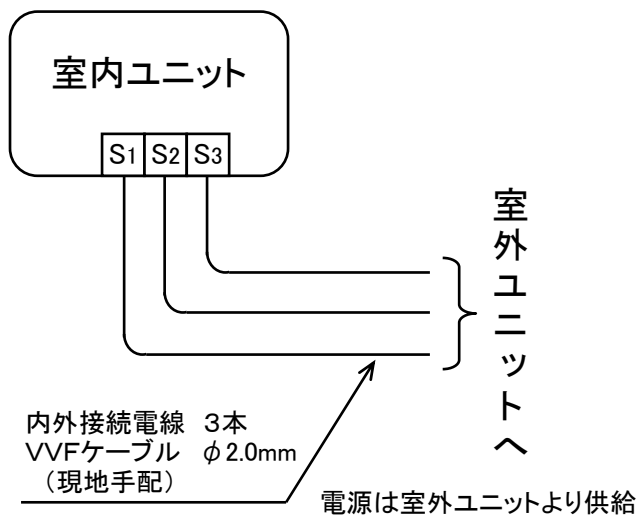 室内ユニット
S1 S2 S3
室外ユニットへ
内外接続電線 3本
VVFケーブル φ2.0mm
(現地手配)
電源は室外ユニットより供給